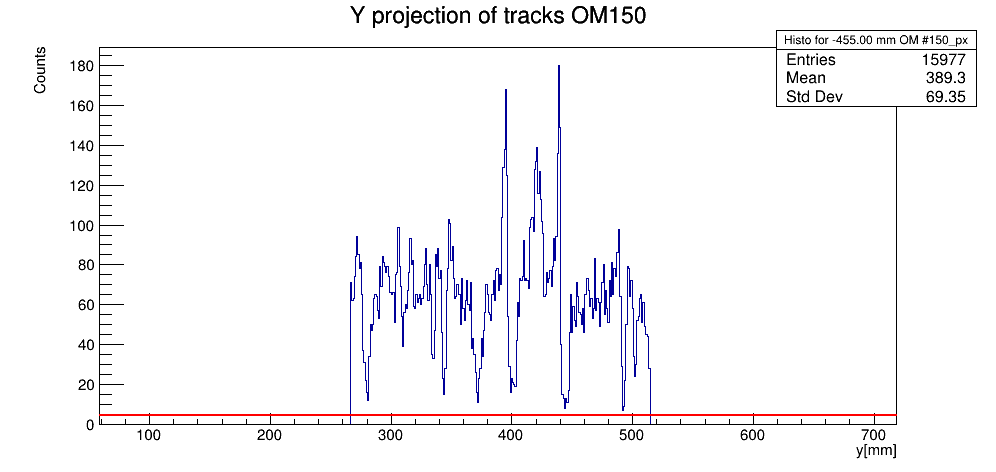 Y projection of tracks OM150
Histo for -455.00 mm OM #150_px
Entries 15977
Mean 389.3
Std Dev 69.35
Counts
180
160
140
120
100
80
60
40
20
0
100 200 300 400 500 600 700
y[mm]